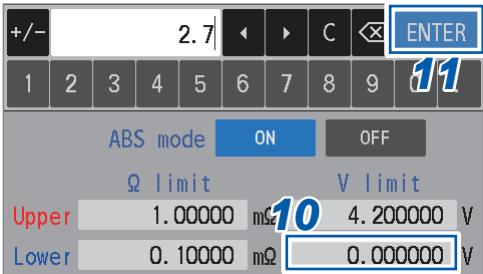 +/- 2.7 ◂ ▸ C ⌫ ENTER
11
1 2 3 4 5 6 7 8 9
ABS mode ON OFF
Ω limit V limit
Upper 1.00000 mΩ 4.200000 V
10
Lower 0.10000 mΩ 0.000000 V